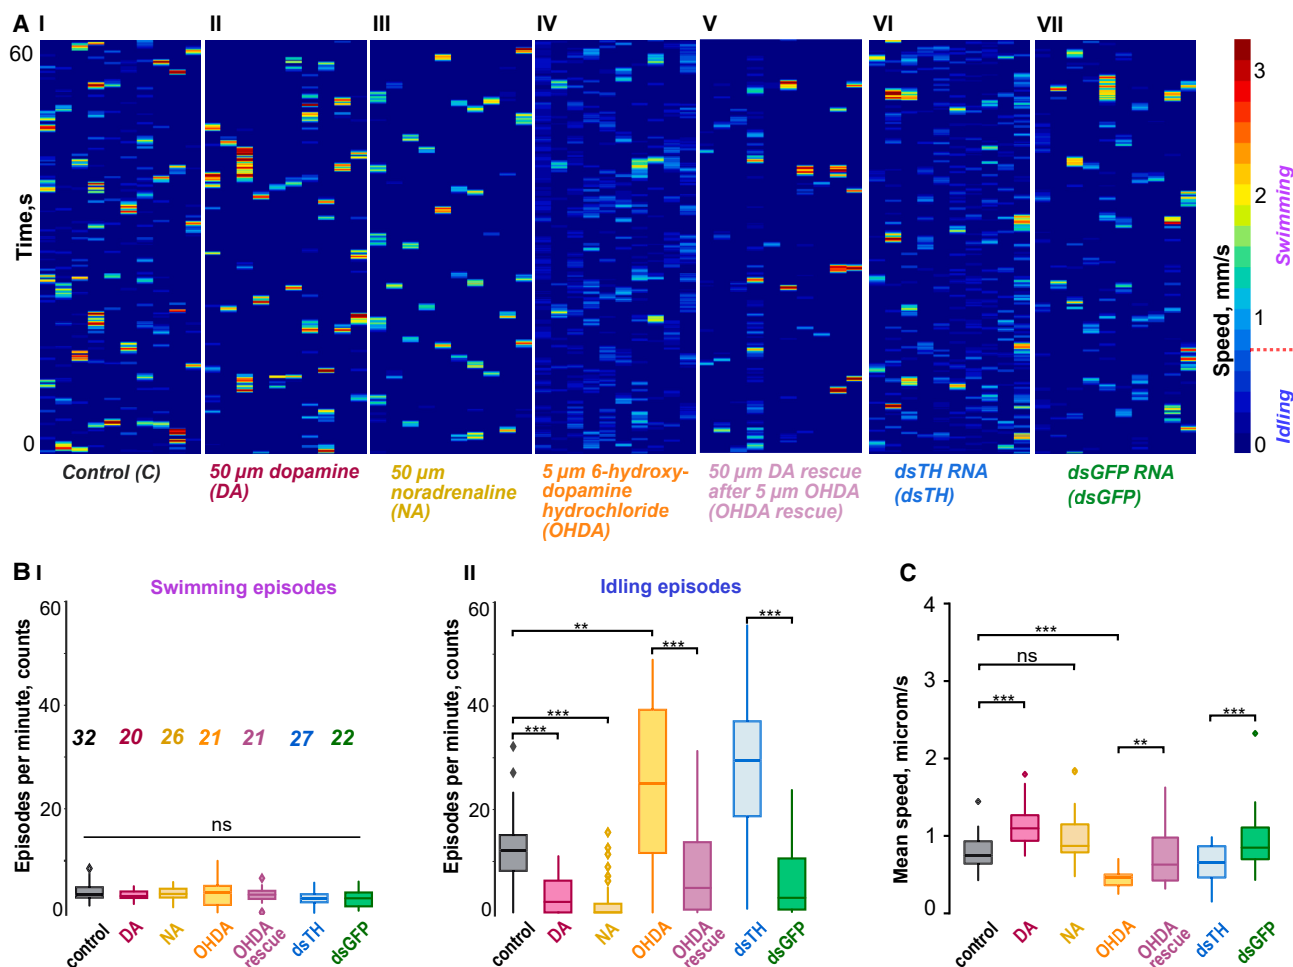 A I II III IV V VI VII
60
Time,s
0
3
2
1
0
Speed, mm/s
Swimming
Idling
Control (C)
50 µm dopamine
(DA)
50 µm
noradrenaline
(NA)
5 µm 6-hydroxy-
dopamine
hydrochloride
(OHDA)
50 µm DA rescue
after 5 µm OHDA
(OHDA rescue)
dsTH RNA
(dsTH)
dsGFP RNA
(dsGFP)
B I
Swimming episodes
Episodes per minute, counts
60
40
20
0
32 20 26 21 21 27 22
ns
control
DA
NA
OHDA
OHDA
rescue
dsTH
dsGFP
II
Idling episodes
Episodes per minute, counts
60
40
20
0
**
***
***
***
***
control
DA
NA
OHDA
OHDA
rescue
dsTH
dsGFP
C
Mean speed, microm/s
4
3
2
1
0
***
ns
***
**
***
control
DA
NA
OHDA
OHDA
rescue
dsTH
dsGFP